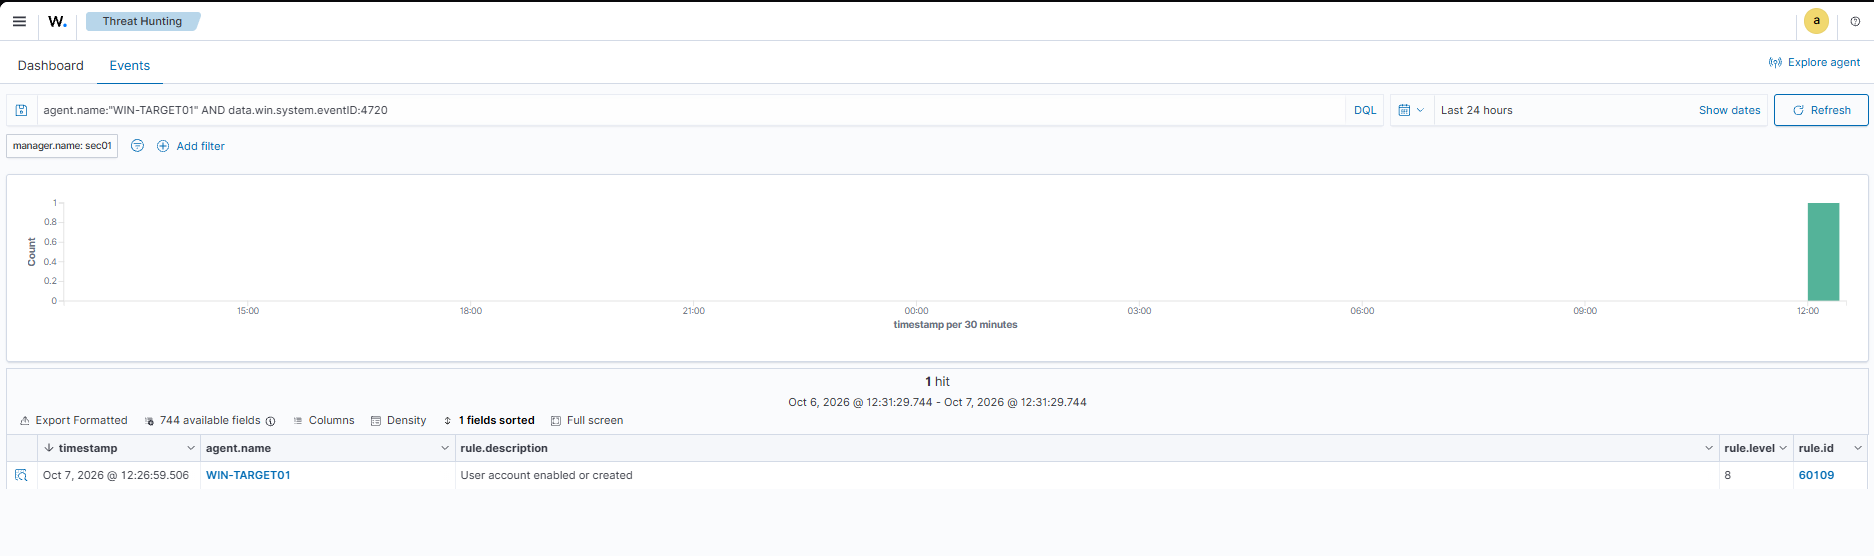 W. Threat Hunting a
Dashboard Events Explore agent
agent.name:"WIN-TARGET01" AND data.win.system.eventID:4720 DQL Last 24 hours Show dates Refresh
manager.name: sec01 Add filter
1
0.8
0.6
0.4
0.2
0
Count
15:00 18:00 21:00 00:00 03:00 06:00 09:00 12:00
timestamp per 30 minutes
1 hit
Oct 6, 2026 @ 12:31:29.744 - Oct 7, 2026 @ 12:31:29.744
Export Formatted 744 available fields Columns Density 1 fields sorted Full screen
timestamp agent.name rule.description rule.level rule.id
Oct 7, 2026 @ 12:26:59.506 WIN-TARGET01 User account enabled or created 8 60109